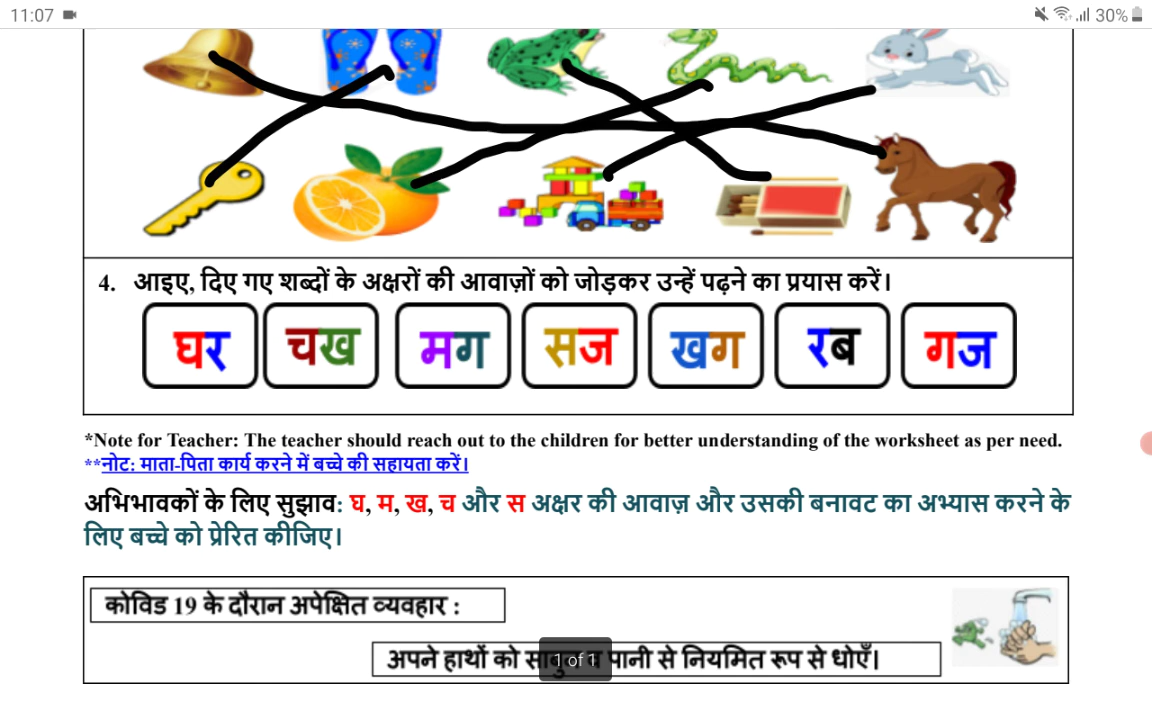 11:07 30%
4. आइए, दिए गए शब्दों के अक्षरों की आवाज़ों को जोड़कर उन्हें पढ़ने का प्रयास करें।
घर चख मग सज खग रब गज
*Note for Teacher: The teacher should reach out to the children for better understanding of the worksheet as per need.
**नोट: माता-पिता कार्य करने में बच्चे की सहायता करें।
अभिभावकों के लिए सुझाव: घ, म, ख, च और स अक्षर की आवाज़ और उसकी बनावट का अभ्यास करने के
लिए बच्चे को प्रेरित कीजिए।
कोविड 19 के दौरान अपेक्षित व्यवहार :
अपने हाथों को पानी से नियमित रूप से धोएँ।
1 of 1